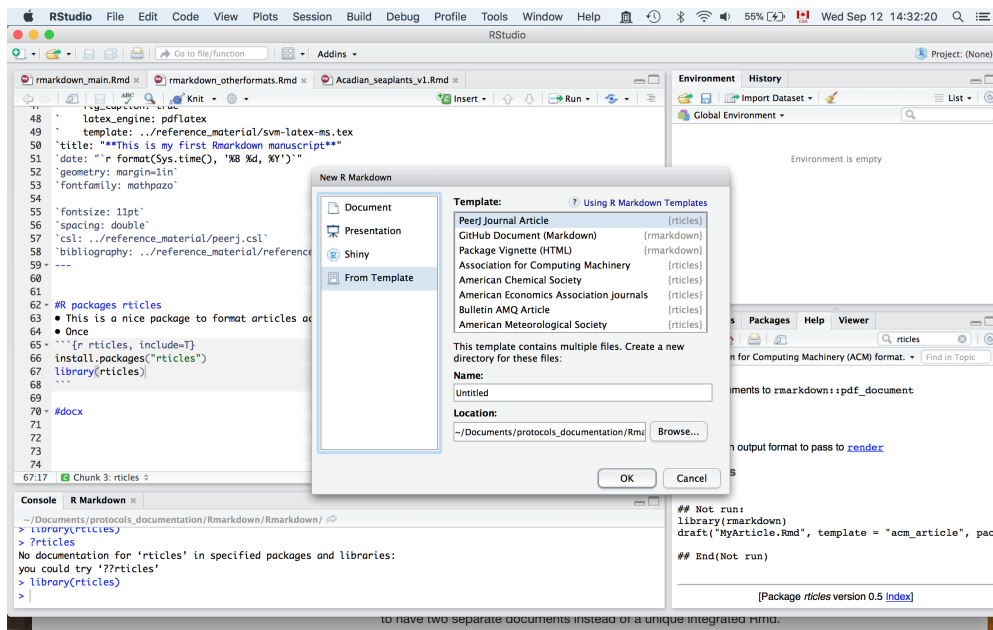 RStudio File Edit Code View Plots Session Build Debug Profile Tools Window Help 55% Wed Sep 12 14:32:20
RStudio
Go to file/function Addins Project: (None)
rmarkdown_main.Rmd × rmarkdown_otherformats.Rmd × Acadian_seaplants_v1.Rmd ×
ABC Knit Insert Run
48 ` latex_engine: pdflatex
49 ` template: ../reference_material/svm-latex-ms.tex
50 `title: "**This is my first Rmarkdown manuscript**"
51 `date: "`r format(Sys.time(), '%B %d, %Y')`"
52 `geometry: margin=1in`
53 `fontfamily: mathpazo`
54
55 `fontsize: 11pt`
56 `spacing: double`
57 `csl: ../reference_material/peerj.csl`
58 `bibliography: ../reference_material/reference
59 ---
60
61
62 #R packages rticles
63 • This is a nice package to format articles ac
64 • Once
65 ```{r rticles, include=T}
66 install.packages("rticles")
67 library(rticles)
68 ```
69
70 #docx
71
72
73
74
67:17 Chunk 3: rticles
Console R Markdown ×
~/Documents/protocols_documentation/Rmarkdown/Rmarkdown/
> library(rticles)
> ?rticles
No documentation for ‘rticles’ in specified packages and libraries:
you could try ‘??rticles’
> library(rticles)
>
New R Markdown
Document
Presentation
Shiny
From Template
Template: ? Using R Markdown Templates
PeerJ Journal Article {rticles}
GitHub Document (Markdown) {rmarkdown}
Package Vignette (HTML) {rmarkdown}
Association for Computing Machinery {rticles}
American Chemical Society {rticles}
American Economics Association journals {rticles}
Bulletin AMQ Article {rticles}
American Meteorological Society {rticles}
This template contains multiple files. Create a new
directory for these files:
Name:
Untitled
Location:
~/Documents/protocols_documentation/Rma Browse...
OK Cancel
Environment History
Import Dataset List
Global Environment
Environment is empty
s Packages Help Viewer
rticles
n for Computing Machinery (ACM) format. Find in Topic
ments to rmarkdown::pdf_document
n output format to pass to render
s
## Not run:
library(rmarkdown)
draft("MyArticle.Rmd", template = "acm_article", pac
## End(Not run)
[Package rticles version 0.5 Index]
to have two separate documents instead of a unique integrated Rmd.